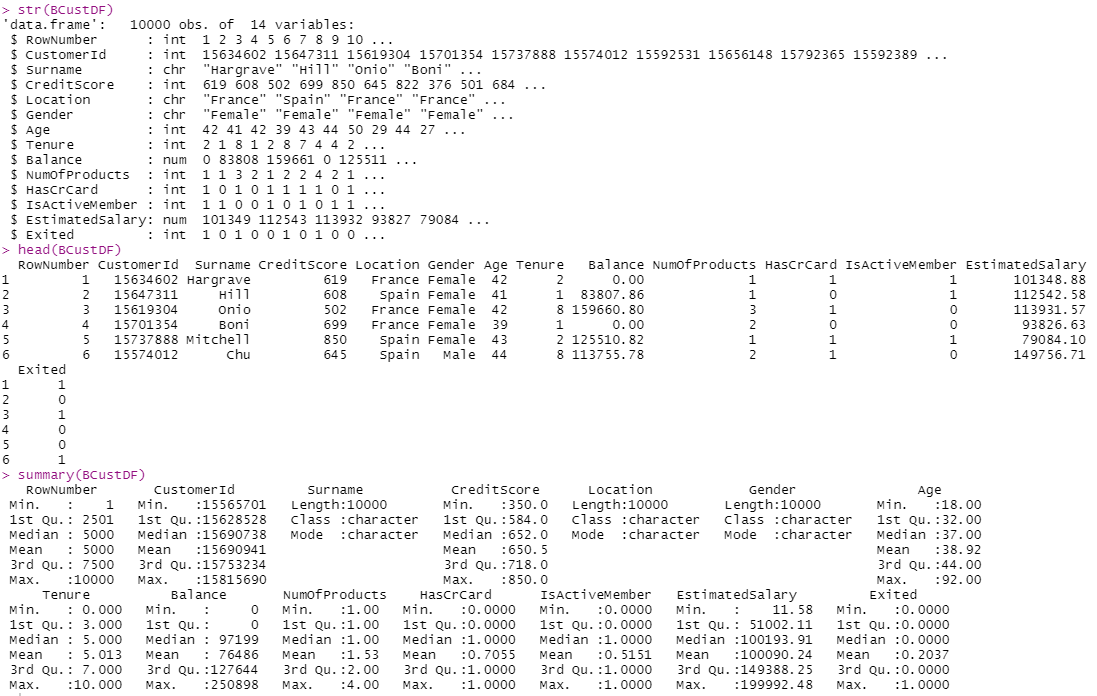 > str(BCustDF)
'data.frame':   10000 obs. of  14 variables:
 $ RowNumber      : int  1 2 3 4 5 6 7 8 9 10 ...
 $ CustomerId     : int  15634602 15647311 15619304 15701354 15737888 15574012 15592531 15656148 15792365 15592389 ...
 $ Surname        : chr  "Hargrave" "Hill" "Onio" "Boni" ...
 $ CreditScore    : int  619 608 502 699 850 645 822 376 501 684 ...
 $ Location       : chr  "France" "Spain" "France" "France" ...
 $ Gender         : chr  "Female" "Female" "Female" "Female" ...
 $ Age            : int  42 41 42 39 43 44 50 29 44 27 ...
 $ Tenure         : int  2 1 8 1 2 8 7 4 4 2 ...
 $ Balance        : num  0 83808 159661 0 125511 ...
 $ NumOfProducts  : int  1 1 3 2 1 2 2 4 2 1 ...
 $ HasCrCard      : int  1 0 1 0 1 1 1 1 0 1 ...
 $ IsActiveMember : int  1 1 0 0 1 0 1 0 1 1 ...
 $ EstimatedSalary: num  101349 112543 113932 93827 79084 ...
 $ Exited         : int  1 0 1 0 0 1 0 1 0 0 ...
> head(BCustDF)
  RowNumber CustomerId  Surname CreditScore Location Gender Age Tenure   Balance NumOfProducts HasCrCard IsActiveMember EstimatedSalary
1         1   15634602 Hargrave         619   France Female  42      2      0.00             1         1              1       101348.88
2         2   15647311     Hill         608    Spain Female  41      1  83807.86             1         0              1       112542.58
3         3   15619304     Onio         502   France Female  42      8 159660.80             3         1              0       113931.57
4         4   15701354     Boni         699   France Female  39      1      0.00             2         0              0        93826.63
5         5   15737888 Mitchell         850    Spain Female  43      2 125510.82             1         1              1        79084.10
6         6   15574012      Chu         645    Spain   Male  44      8 113755.78             2         1              0       149756.71
  Exited
1      1
2      0
3      1
4      0
5      0
6      1
> summary(BCustDF)
   RowNumber       CustomerId         Surname           CreditScore      Location            Gender               Age
 Min.   :    1   Min.   :15565701   Length:10000       Min.   :350.0   Length:10000       Length:10000       Min.   :18.00
 1st Qu.: 2501   1st Qu.:15628528   Class :character   1st Qu.:584.0   Class :character   Class :character   1st Qu.:32.00
 Median : 5000   Median :15690738   Mode  :character   Median :652.0   Mode  :character   Mode  :character   Median :37.00
 Mean   : 5000   Mean   :15690941                      Mean   :650.5                                         Mean   :38.92
 3rd Qu.: 7500   3rd Qu.:15753234                      3rd Qu.:718.0                                         3rd Qu.:44.00
 Max.   :10000   Max.   :15815690                      Max.   :850.0                                         Max.   :92.00
     Tenure          Balance       NumOfProducts    HasCrCard      IsActiveMember   EstimatedSalary         Exited
 Min.   : 0.000   Min.   :     0   Min.   :1.00   Min.   :0.0000   Min.   :0.0000   Min.   :    11.58   Min.   :0.0000
 1st Qu.: 3.000   1st Qu.:     0   1st Qu.:1.00   1st Qu.:0.0000   1st Qu.:0.0000   1st Qu.: 51002.11   1st Qu.:0.0000
 Median : 5.000   Median : 97199   Median :1.00   Median :1.0000   Median :1.0000   Median :100193.91   Median :0.0000
 Mean   : 5.013   Mean   : 76486   Mean   :1.53   Mean   :0.7055   Mean   :0.5151   Mean   :100090.24   Mean   :0.2037
 3rd Qu.: 7.000   3rd Qu.:127644   3rd Qu.:2.00   3rd Qu.:1.0000   3rd Qu.:1.0000   3rd Qu.:149388.25   3rd Qu.:0.0000
 Max.   :10.000   Max.   :250898   Max.   :4.00   Max.   :1.0000   Max.   :1.0000   Max.   :199992.48   Max.   :1.0000